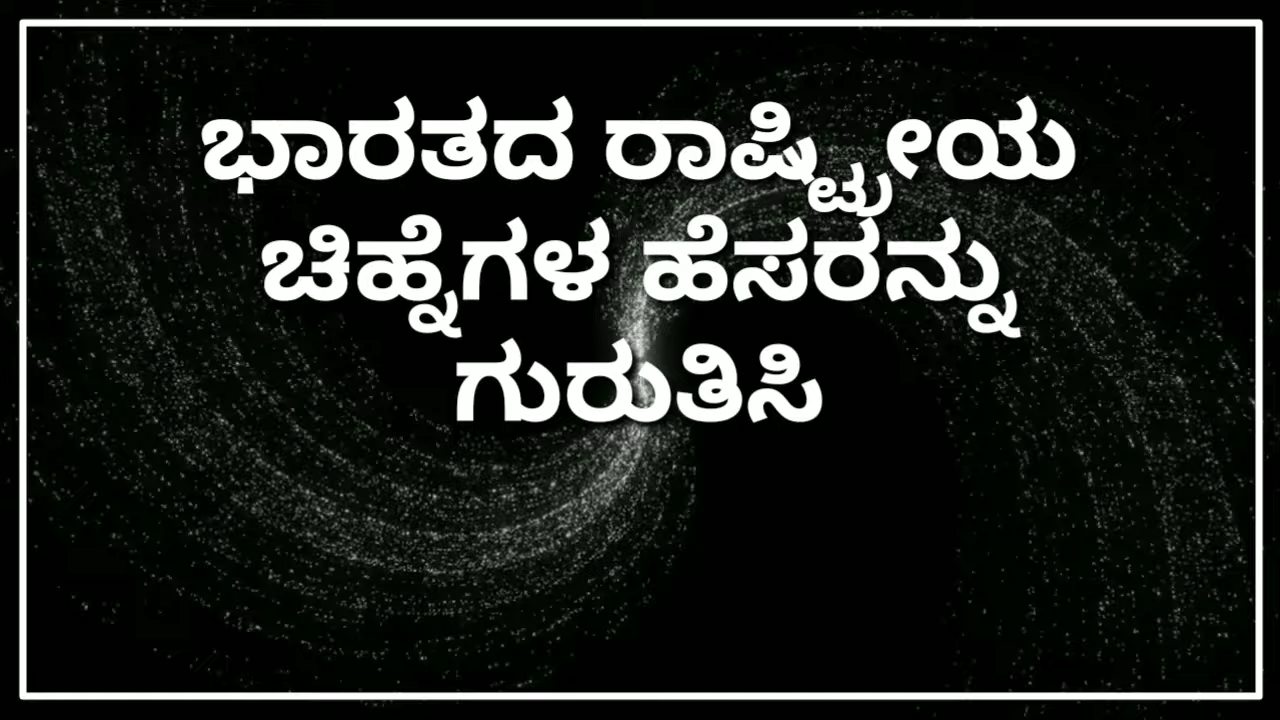 ಭಾರತದ ರಾಷ್ಟ್ರೀಯ
ಚಿಹ್ನೆಗಳ ಹೆಸರನ್ನು
ಗುರುತಿಸಿ